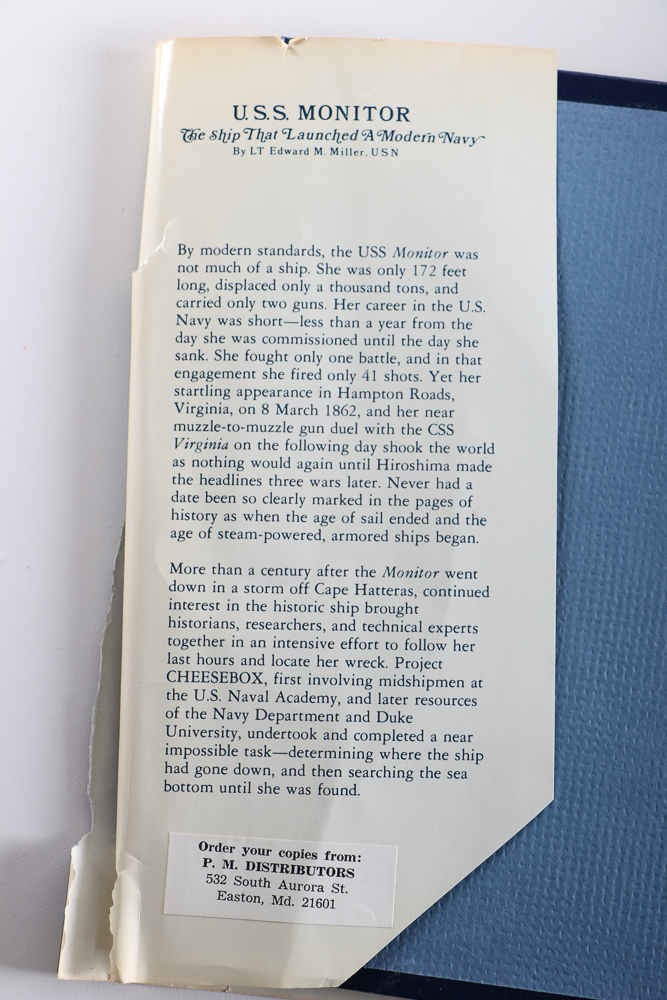 U.S.S. MONITOR
The Ship That Launched A Modern Navy
By LT Edward M. Miller, USN
By modern standards, the USS Monitor was
not much of a ship. She was only 172 feet
long, displaced only a thousand tons, and
carried only two guns. Her career in the U.S.
Navy was short—less than a year from the
day she was commissioned until the day she
sank. She fought only one battle, and in that
engagement she fired only 41 shots. Yet her
startling appearance in Hampton Roads,
Virginia, on 8 March 1862, and her near
muzzle-to-muzzle gun duel with the CSS
Virginia on the following day shook the world
as nothing would again until Hiroshima made
the headlines three wars later. Never had a
date been so clearly marked in the pages of
history as when the age of sail ended and the
age of steam-powered, armored ships began.
More than a century after the Monitor went
down in a storm off Cape Hatteras, continued
interest in the historic ship brought
historians, researchers, and technical experts
together in an intensive effort to follow her
last hours and locate her wreck. Project
CHEESEBOX, first involving midshipmen at
the U.S. Naval Academy, and later resources
of the Navy Department and Duke
University, undertook and completed a near
impossible task—determining where the ship
had gone down, and then searching the sea
bottom until she was found.
Order your copies from:
P. M. DISTRIBUTORS
532 South Aurora St.
Easton, Md. 21601